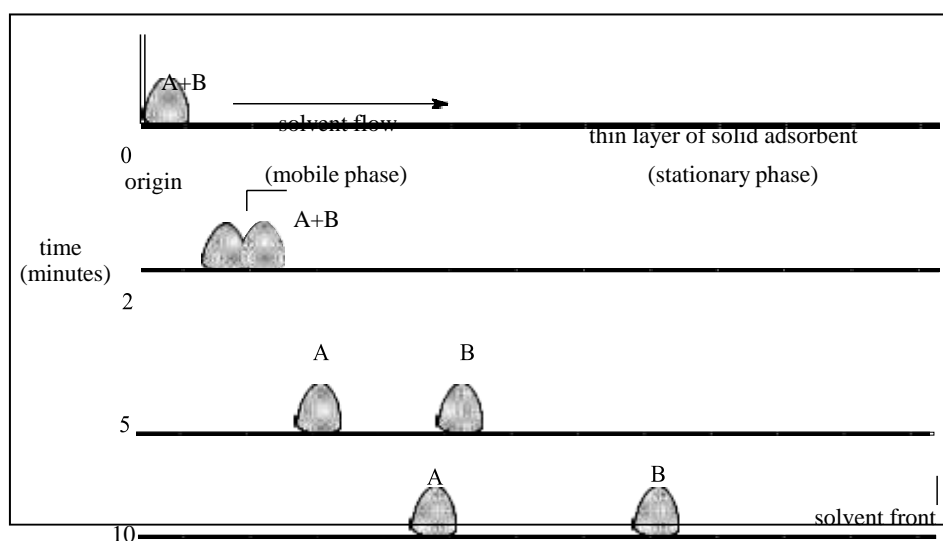 A+B
solvent flow
thin layer of solid adsorbent
0
origin
(mobile phase)
(stationary phase)
A+B
time
(minutes)
2
A B
5
A B
solvent front
10